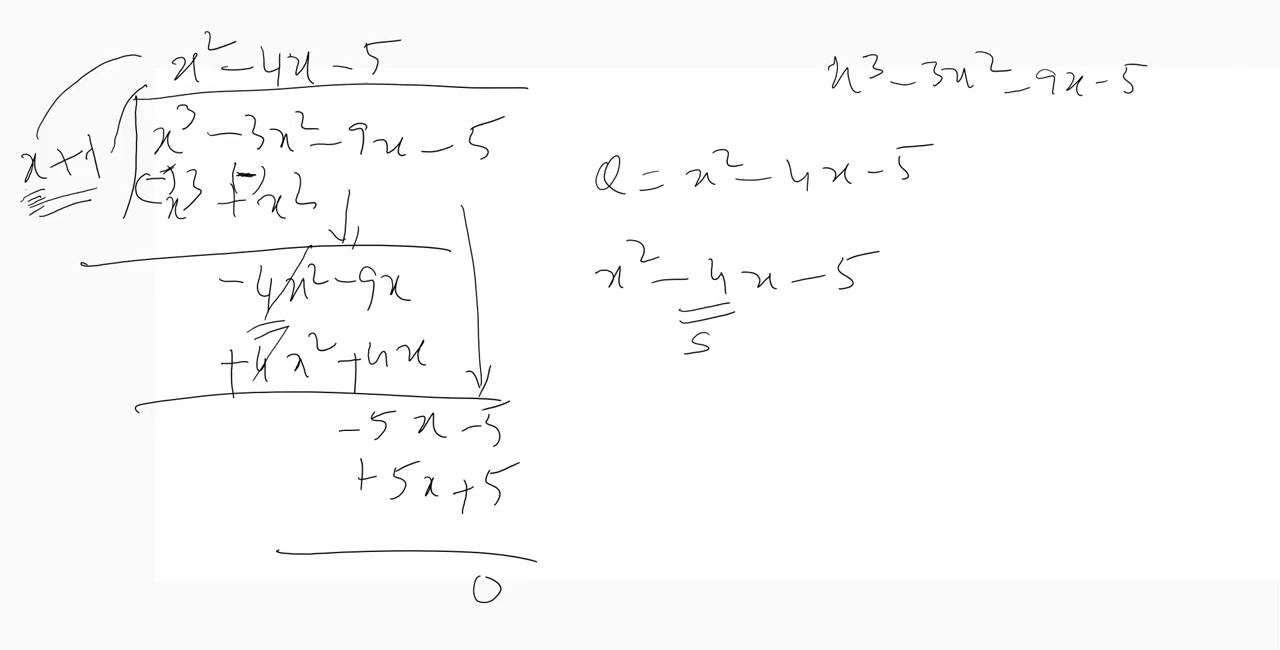 x² - 4x - 5
x + 1
x³ - 3x² - 9x - 5
(-)x³ +(-) x²
- 4x² - 9x
+ 4x² + 4x
- 5x - 5
+ 5x + 5
0
x³ - 3x² - 9x - 5
Q = x² - 4x - 5
x² - 4x - 5
S